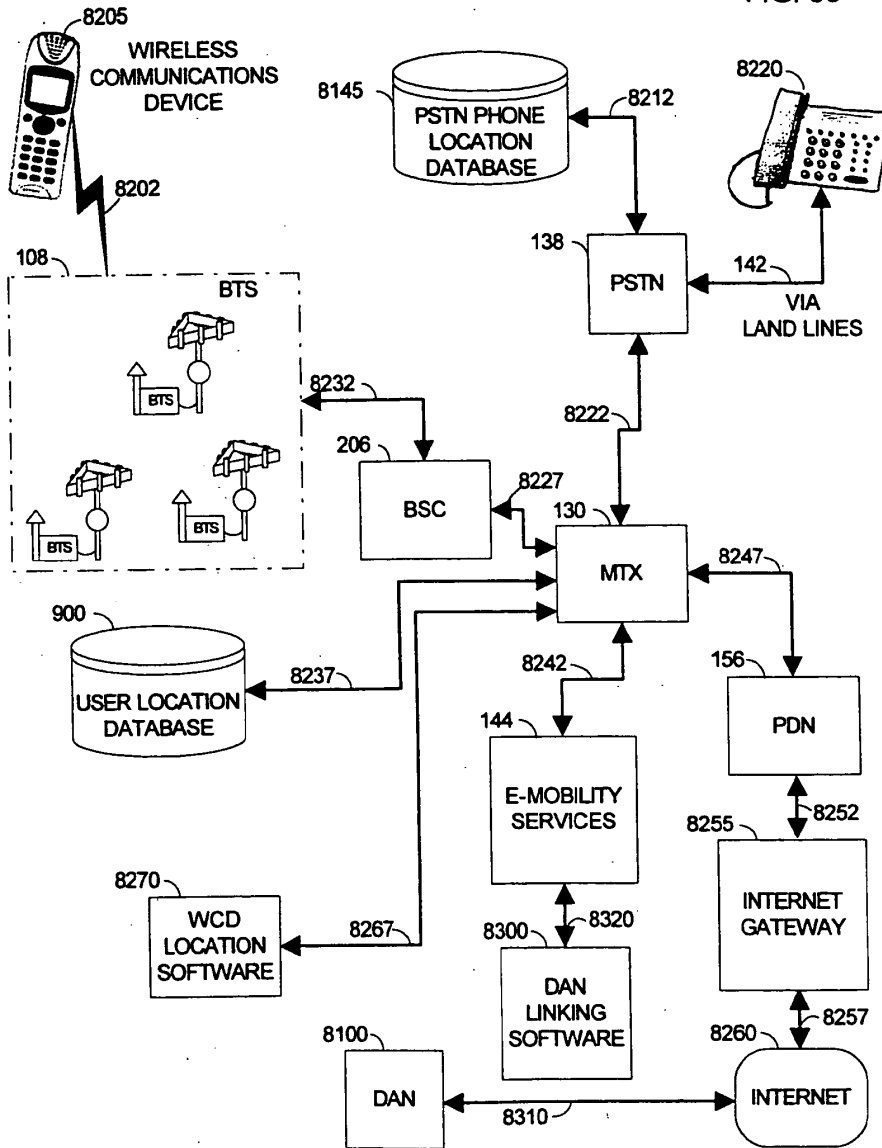 FIG.
8205
WIRELESS
COMMUNICATIONS
DEVICE
8202
8145
PSTN PHONE
LOCATION
DATABASE
8212
8220
138
PSTN
142
VIA
LAND LINES
108
BTS
BTS
BTS
BTS
8232
206
BSC
8227
8222
130
MTX
8247
900
USER LOCATION
DATABASE
8237
8242
144
E-MOBILITY
SERVICES
156
PDN
8252
8255
INTERNET
GATEWAY
8270
WCD
LOCATION
SOFTWARE
8267
8320
8300
DAN
LINKING
SOFTWARE
8257
8260
INTERNET
8100
DAN
8310